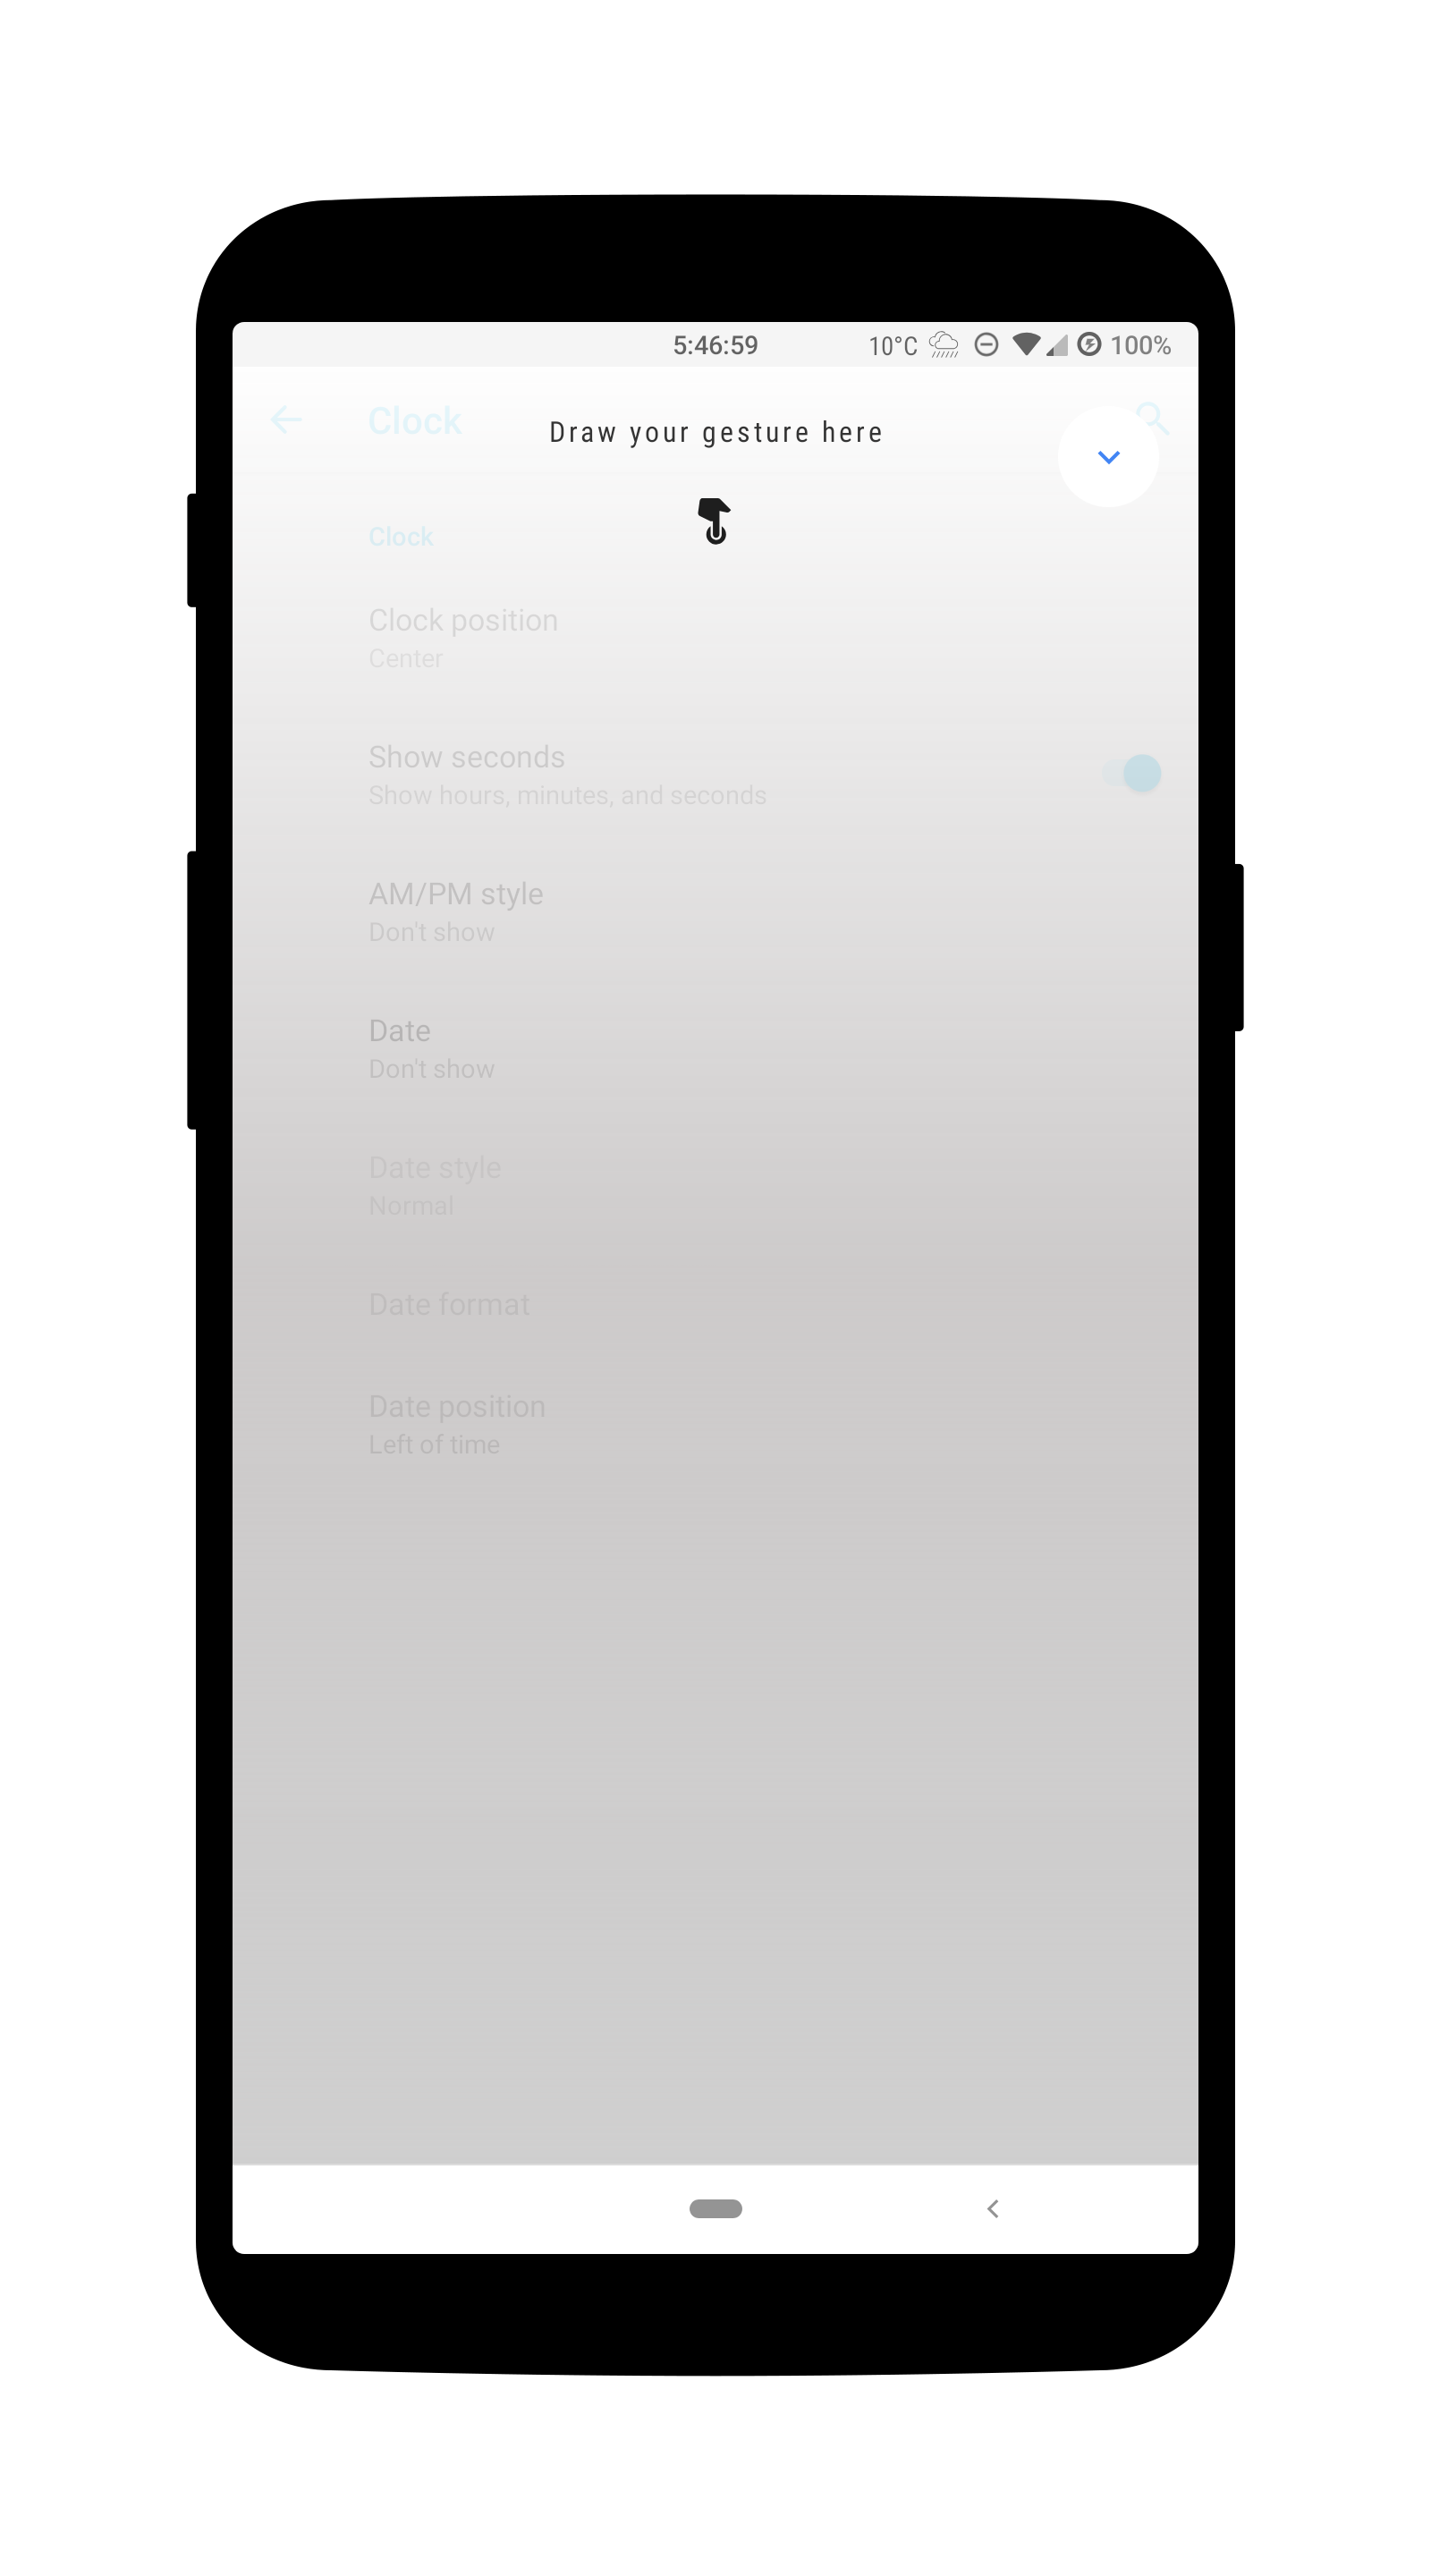 5:46:59 10°C 100%
Clock
Draw your gesture here
Clock
Clock position
Center
Show seconds
Show hours, minutes, and seconds
AM/PM style
Don't show
Date
Don't show
Date style
Normal
Date format
Date position
Left of time